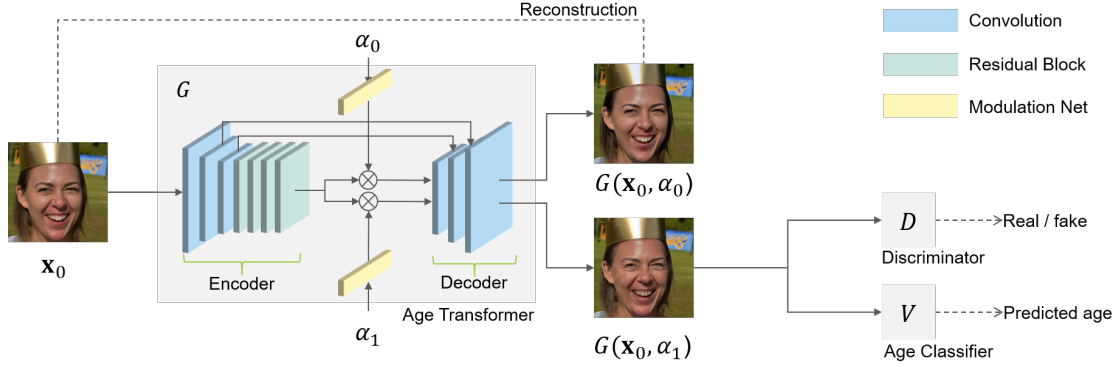 Reconstruction
α₀
G
Convolution
Residual Block
Modulation Net
x₀
G(x₀, α₀)
Encoder
Decoder
Age Transformer
α₁
G(x₀, α₁)
D
Real / fake
Discriminator
V
Predicted age
Age Classifier